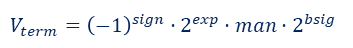 V_term = (−1)^sign · 2^exp · man · 2^bsig